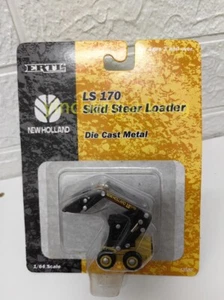 ERTL
LS 170
Skid Steer Loader
NEW HOLLAND
Die Cast Metal
1/64 Scale